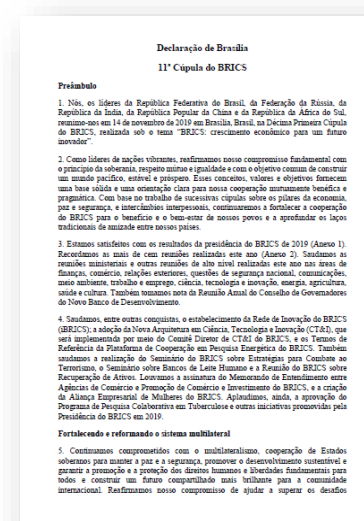 Declaração de Brasília
11ª Cúpula do BRICS
Preâmbulo
1. Nós, os líderes da República Federativa do Brasil, da Federação da Rússia, da
República da Índia, da República Popular da China e da República da África do Sul,
reunimo-nos em 14 de novembro de 2019 em Brasília, Brasil, na Décima Primeira Cúpula
do BRICS, realizada sob o tema “BRICS: crescimento econômico para um futuro
inovador”.
2. Como líderes de nações vibrantes, reafirmamos nosso compromisso fundamental com
o princípio da soberania, respeito mútuo e igualdade e com o objetivo comum de construir
um mundo pacífico, estável e próspero. Esses conceitos, valores e objetivos fornecem
uma base sólida e uma orientação clara para nossa cooperação mutuamente benéfica e
pragmática. Com base no trabalho de sucessivas cúpulas sobre os pilares da economia,
paz e segurança, e intercâmbios interpessoais, continuaremos a fortalecer a cooperação
do BRICS para o benefício e o bem-estar de nossos povos e a aprofundar os laços
tradicionais de amizade entre nossos países.
3. Estamos satisfeitos com os resultados da presidência do BRICS de 2019 (Anexo 1).
Recordamos as mais de cem reuniões realizadas este ano (Anexo 2). Saudamos as
reuniões ministeriais e outras reuniões de alto nível realizadas este ano nas áreas de
finanças, comércio, relações exteriores, questões de segurança nacional, comunicações,
meio ambiente, trabalho e emprego, ciência, tecnologia e inovação, energia, agricultura,
saúde e cultura. Também tomamos nota da Reunião Anual do Conselho de Governadores
do Novo Banco de Desenvolvimento.
4. Saudamos, entre outras conquistas, o estabelecimento da Rede de Inovação do BRICS
(iBRICS); a adoção da Nova Arquitetura em Ciência, Tecnologia e Inovação (CT&I), que
será implementada por meio do Comitê Diretor de CT&I do BRICS, e os Termos de
Referência da Plataforma de Cooperação em Pesquisa Energética do BRICS. Também
saudamos a realização do Seminário do BRICS sobre Estratégias para Combate ao
Terrorismo, o Seminário sobre Bancos de Leite Humano e a Reunião do BRICS sobre
Recuperação de Ativos. Louvamos a assinatura do Memorando de Entendimento entre
Agências de Comércio e Promoção de Comércio e Investimento do BRICS, e a criação
da Aliança Empresarial de Mulheres do BRICS. Aplaudimos, ainda, a aprovação do
Programa de Pesquisa Colaborativa em Tuberculose e outras iniciativas promovidas pela
Presidência do BRICS em 2019.
Fortalecendo e reformando o sistema multilateral
5. Continuamos comprometidos com o multilateralismo, cooperação de Estados
soberanos para manter a paz e a segurança, promover o desenvolvimento sustentável e
garantir a promoção e a proteção dos direitos humanos e liberdades fundamentais para
todos e construir um futuro compartilhado mais brilhante para a comunidade
internacional. Reafirmamos nosso compromisso de ajudar a superar os desafios